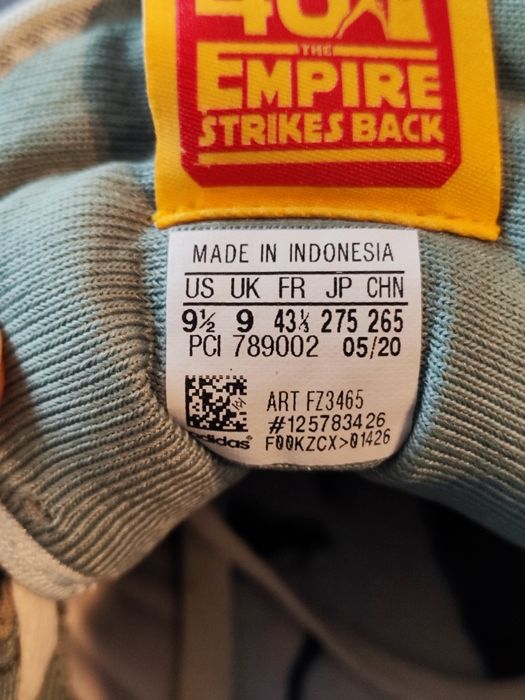 40
THE
EMPIRE
STRIKES BACK
MADE IN INDONESIA
US UK FR JP CHN
9½ 9 43⅓ 275 265
PCI 789002 05/20
ART FZ3465
#125783426
adidas F00KZCX>01426